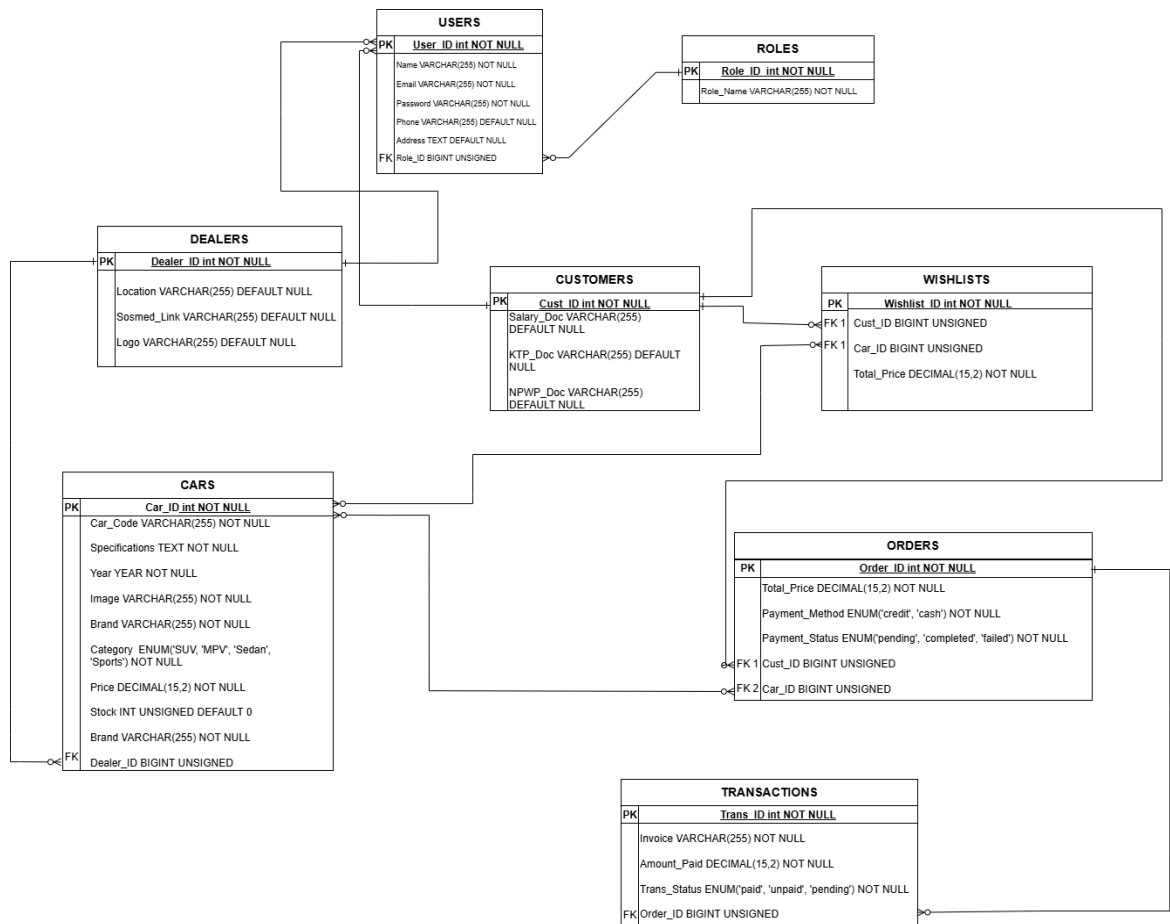 USERS
PK
User_ID int NOT NULL
Name VARCHAR(255) NOT NULL
Email VARCHAR(255) NOT NULL
Password VARCHAR(255) NOT NULL
Phone VARCHAR(255) DEFAULT NULL
Address TEXT DEFAULT NULL
FK
Role_ID BIGINT UNSIGNED
ROLES
PK
Role_ID int NOT NULL
Role_Name VARCHAR(255) NOT NULL
DEALERS
PK
Dealer_ID int NOT NULL
Location VARCHAR(255) DEFAULT NULL
Sosmed_Link VARCHAR(255) DEFAULT NULL
Logo VARCHAR(255) DEFAULT NULL
CUSTOMERS
PK
Cust_ID int NOT NULL
Salary_Doc VARCHAR(255)
DEFAULT NULL
KTP_Doc VARCHAR(255) DEFAULT
NULL
NPWP_Doc VARCHAR(255)
DEFAULT NULL
WISHLISTS
PK
Wishlist_ID int NOT NULL
FK 1
Cust_ID BIGINT UNSIGNED
FK 1
Car_ID BIGINT UNSIGNED
Total_Price DECIMAL(15,2) NOT NULL
CARS
PK
Car_ID int NOT NULL
Car_Code VARCHAR(255) NOT NULL
Specifications TEXT NOT NULL
Year YEAR NOT NULL
Image VARCHAR(255) NOT NULL
Brand VARCHAR(255) NOT NULL
Category ENUM('SUV, 'MPV', 'Sedan',
'Sports') NOT NULL
Price DECIMAL(15,2) NOT NULL
Stock INT UNSIGNED DEFAULT 0
Brand VARCHAR(255) NOT NULL
FK
Dealer_ID BIGINT UNSIGNED
ORDERS
PK
Order_ID int NOT NULL
Total_Price DECIMAL(15,2) NOT NULL
Payment_Method ENUM('credit', 'cash') NOT NULL
Payment_Status ENUM('pending', 'completed', 'failed') NOT NULL
FK 1
Cust_ID BIGINT UNSIGNED
FK 2
Car_ID BIGINT UNSIGNED
TRANSACTIONS
PK
Trans_ID int NOT NULL
Invoice VARCHAR(255) NOT NULL
Amount_Paid DECIMAL(15,2) NOT NULL
Trans_Status ENUM('paid', 'unpaid', 'pending') NOT NULL
FK
Order_ID BIGINT UNSIGNED